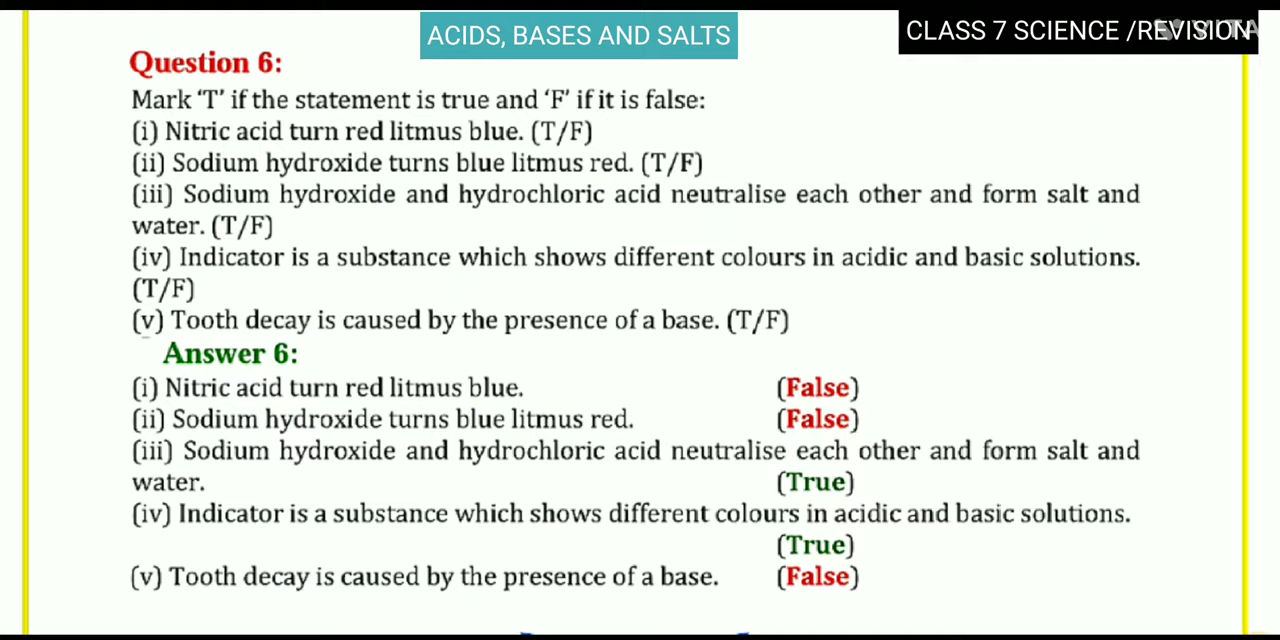 ACIDS, BASES AND SALTS
CLASS 7 SCIENCE /REVISION
Question 6:
Mark ‘T’ if the statement is true and ‘F’ if it is false:
(i) Nitric acid turn red litmus blue. (T/F)
(ii) Sodium hydroxide turns blue litmus red. (T/F)
(iii) Sodium hydroxide and hydrochloric acid neutralise each other and form salt and
water. (T/F)
(iv) Indicator is a substance which shows different colours in acidic and basic solutions.
(T/F)
(v) Tooth decay is caused by the presence of a base. (T/F)
Answer 6:
(i) Nitric acid turn red litmus blue. (False)
(ii) Sodium hydroxide turns blue litmus red. (False)
(iii) Sodium hydroxide and hydrochloric acid neutralise each other and form salt and
water. (True)
(iv) Indicator is a substance which shows different colours in acidic and basic solutions.
(True)
(v) Tooth decay is caused by the presence of a base. (False)